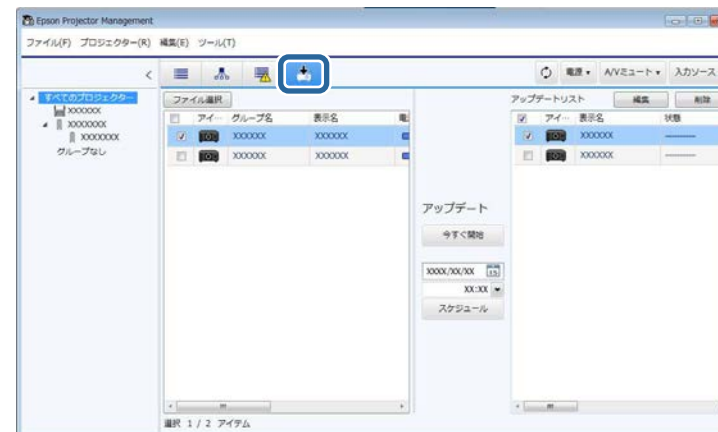 Epson Projector Management
ファイル(F) プロジェクター(R) 編集(E) ツール(T)
電源 A/Vミュート 入力ソース
すべてのプロジェクター
XXXXXX
XXXXXXX
XXXXXXX
グループなし
ファイル選択
アイ… グループ名 表示名 電
XXXXXX XXXXXX
XXXXXX XXXXXX
アップデート
今すぐ開始
XXXX/XX/XX 15
XX:XX
スケジュール
アップデートリスト 編集 削除
アイ… 表示名 状態
XXXXXX ———
XXXXXX ———
選択 1 / 2 アイテム